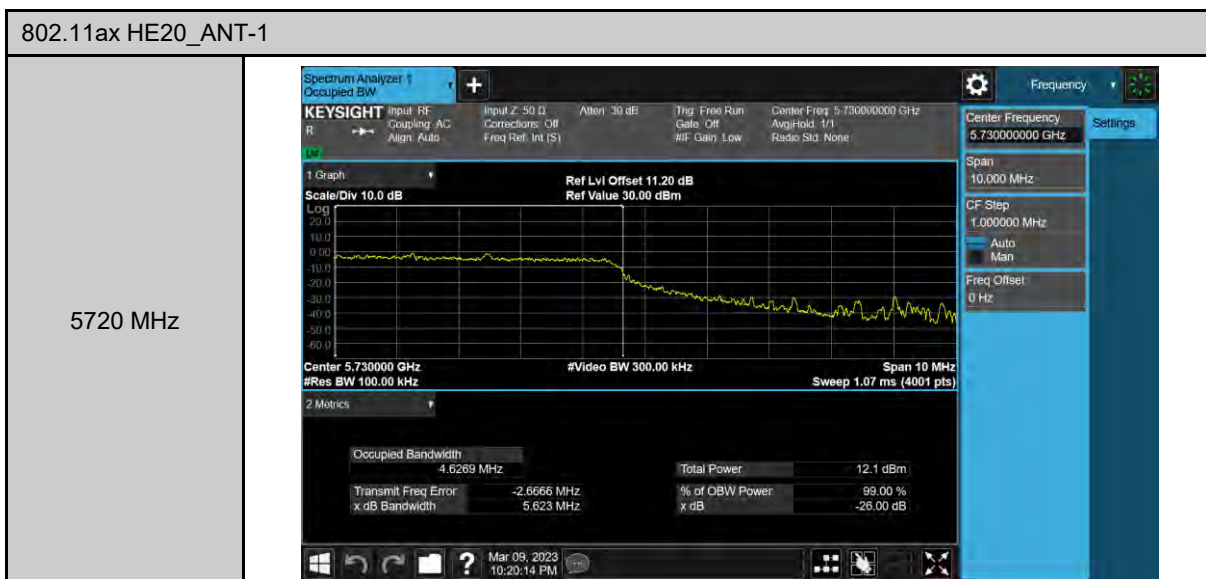 802.11ax HE20_ANT-1
5720 MHz
Spectrum Analyzer 1
Occupied BW
+
Frequency
KEYSIGHT
R
Input: RF
Coupling: AC
Align: Auto
Input Z: 50 Ω
Corrections: Off
Freq Ref: Int (S)
Atten: 30 dB
Trig: Free Run
Gate: Off
#IF Gain: Low
Center Freq: 5.730000000 GHz
Avg|Hold: 1/1
Radio Std: None
Center Frequency
5.730000000 GHz
Settings
Span
10.000 MHz
CF Step
1.000000 MHz
Auto
Man
Freq Offset
0 Hz
1 Graph
Scale/Div 10.0 dB
Ref Lvl Offset 11.20 dB
Ref Value 30.00 dBm
Log
20.0
10.0
0.00
-10.0
-20.0
-30.0
-40.0
-50.0
-60.0
Center 5.730000 GHz
#Video BW 300.00 kHz
Span 10 MHz
#Res BW 100.00 kHz
Sweep 1.07 ms (4001 pts)
2 Metrics
Occupied Bandwidth
4.6269 MHz
Total Power 12.1 dBm
Transmit Freq Error -2.6666 MHz
% of OBW Power 99.00 %
x dB Bandwidth 5.623 MHz
x dB -26.00 dB
?
Mar 09, 2023
10:20:14 PM